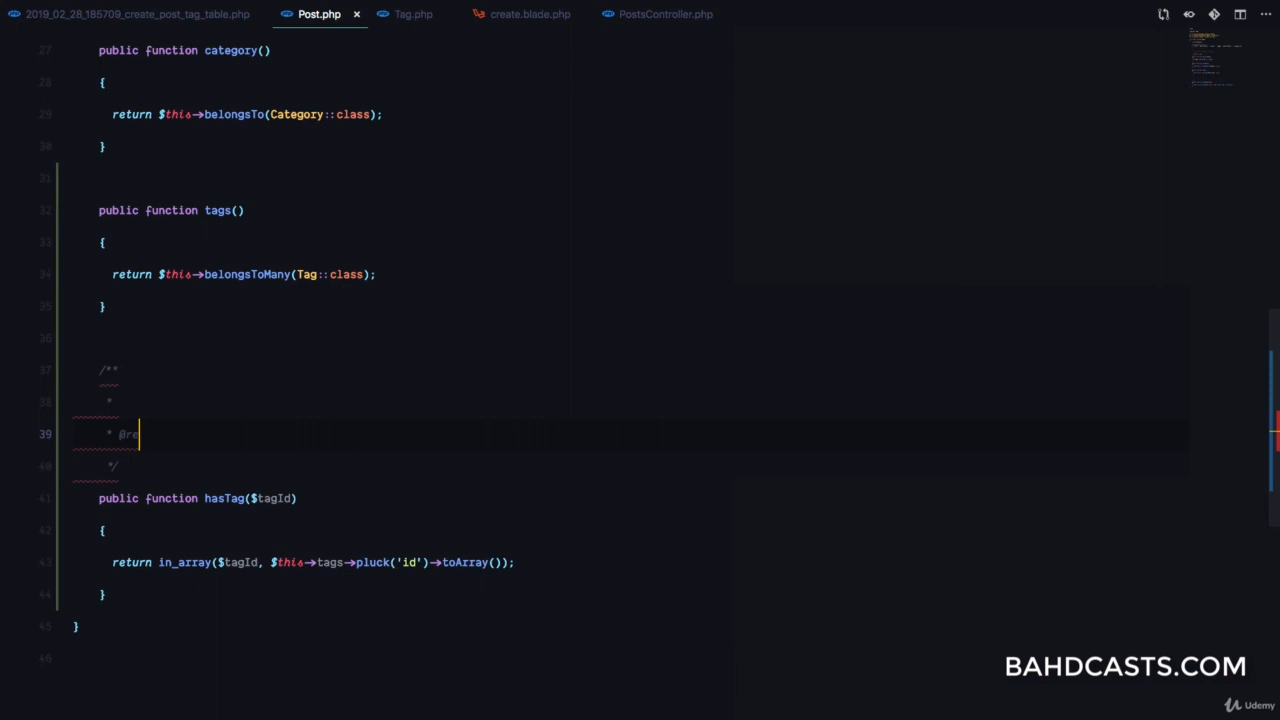 2019_02_28_185709_create_post_tag_table.php Post.php × Tag.php create.blade.php PostsController.php
27 public function category()
28 {
29 return $this->belongsTo(Category::class);
30 }
31
32 public function tags()
33 {
34 return $this->belongsToMany(Tag::class);
35 }
36
37 /**
38 *
39 * @re
40 */
41 public function hasTag($tagId)
42 {
43 return in_array($tagId, $this->tags->pluck('id')->toArray());
44 }
45 }
46
BAHDCASTS.COM
Udemy